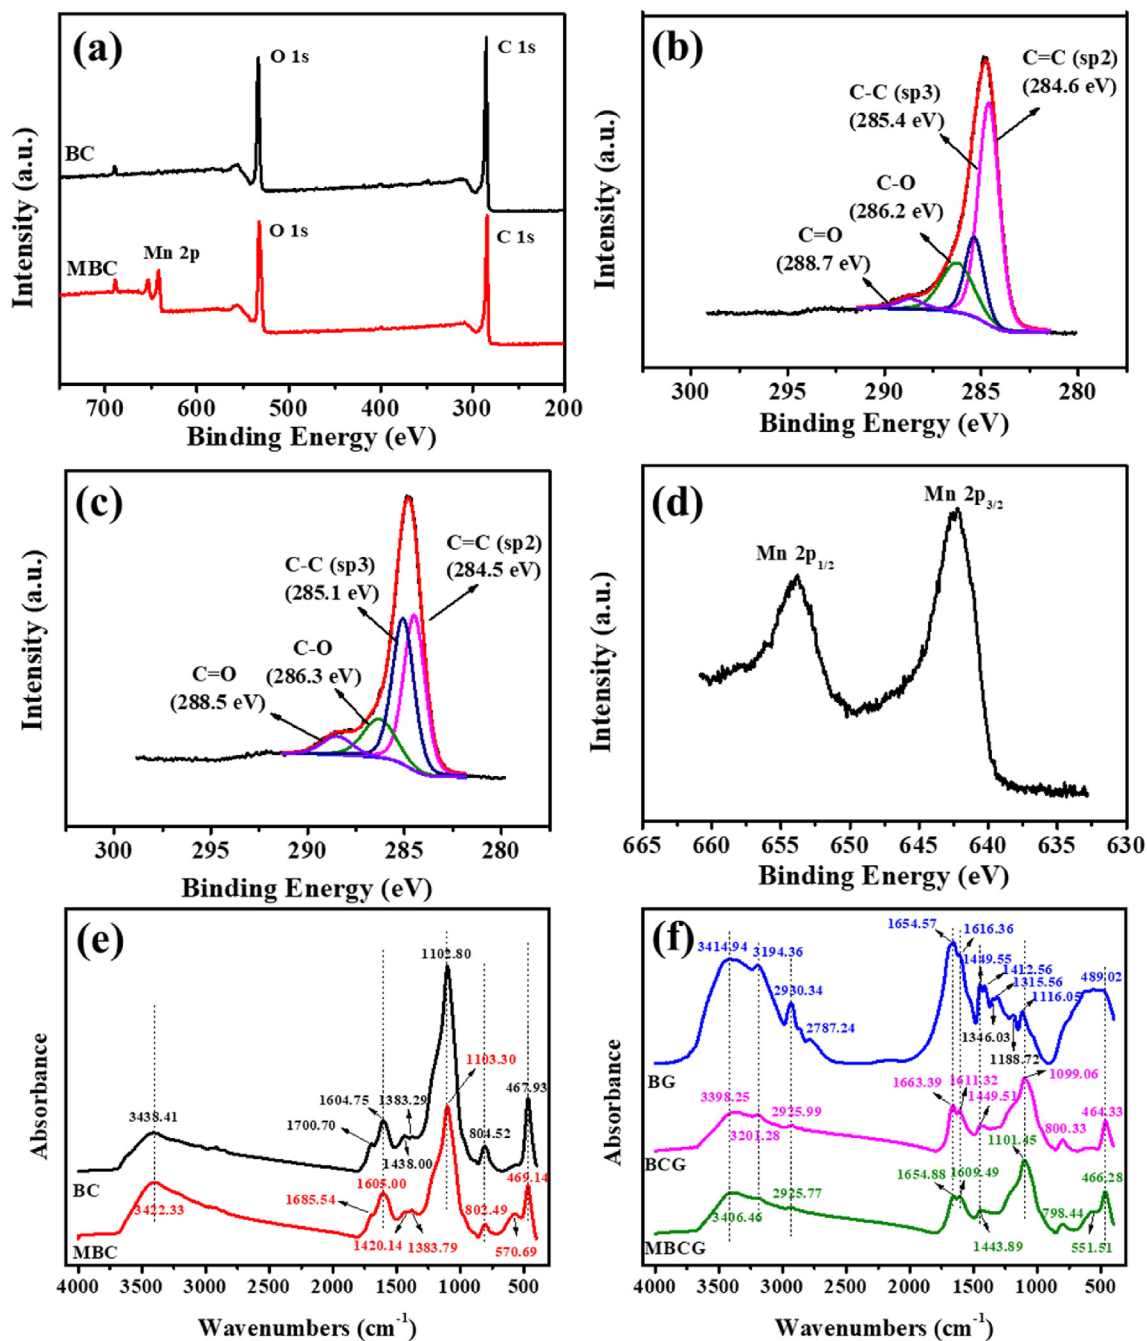 (a)
O 1s
C 1s
BC
O 1s
C 1s
Mn 2p
MBC
Intensity (a.u.)
700 600 500 400 300 200
Binding Energy (eV)
(b)
C=C (sp2)
(284.6 eV)
C-C (sp3)
(285.4 eV)
C-O
(286.2 eV)
C=O
(288.7 eV)
Intensity (a.u.)
300 295 290 285 280
Binding Energy (eV)
(c)
C=C (sp2)
(284.5 eV)
C-C (sp3)
(285.1 eV)
C-O
(286.3 eV)
C=O
(288.5 eV)
Intensity (a.u.)
300 295 290 285 280
Binding Energy (eV)
(d)
Mn 2p3/2
Mn 2p1/2
Intensity (a.u.)
665 660 655 650 645 640 635 630
Binding Energy (eV)
(e)
1102.80
1103.30
3438.41
1604.75
1383.29
467.93
1700.70
1438.00
804.52
BC
3422.33
1685.54
1605.00
802.49
469.14
1420.14
1383.79
570.69
MBC
Absorbance
4000 3500 3000 2500 2000 1500 1000 500
Wavenumbers (cm-1)
(f)
3414.94
3194.36
2930.34
2787.24
1654.57
1616.36
1449.55
1412.56
1315.56
1116.05
489.02
1346.03
1188.72
BG
1099.06
3398.25
3201.28
2925.99
1663.39
1611.32
1449.51
800.33
464.33
BCG
1101.45
3406.46
2925.77
1654.88
1609.49
1443.89
798.44
466.28
551.51
MBCG
Absorbance
4000 3500 3000 2500 2000 1500 1000 500
Wavenumbers (cm-1)